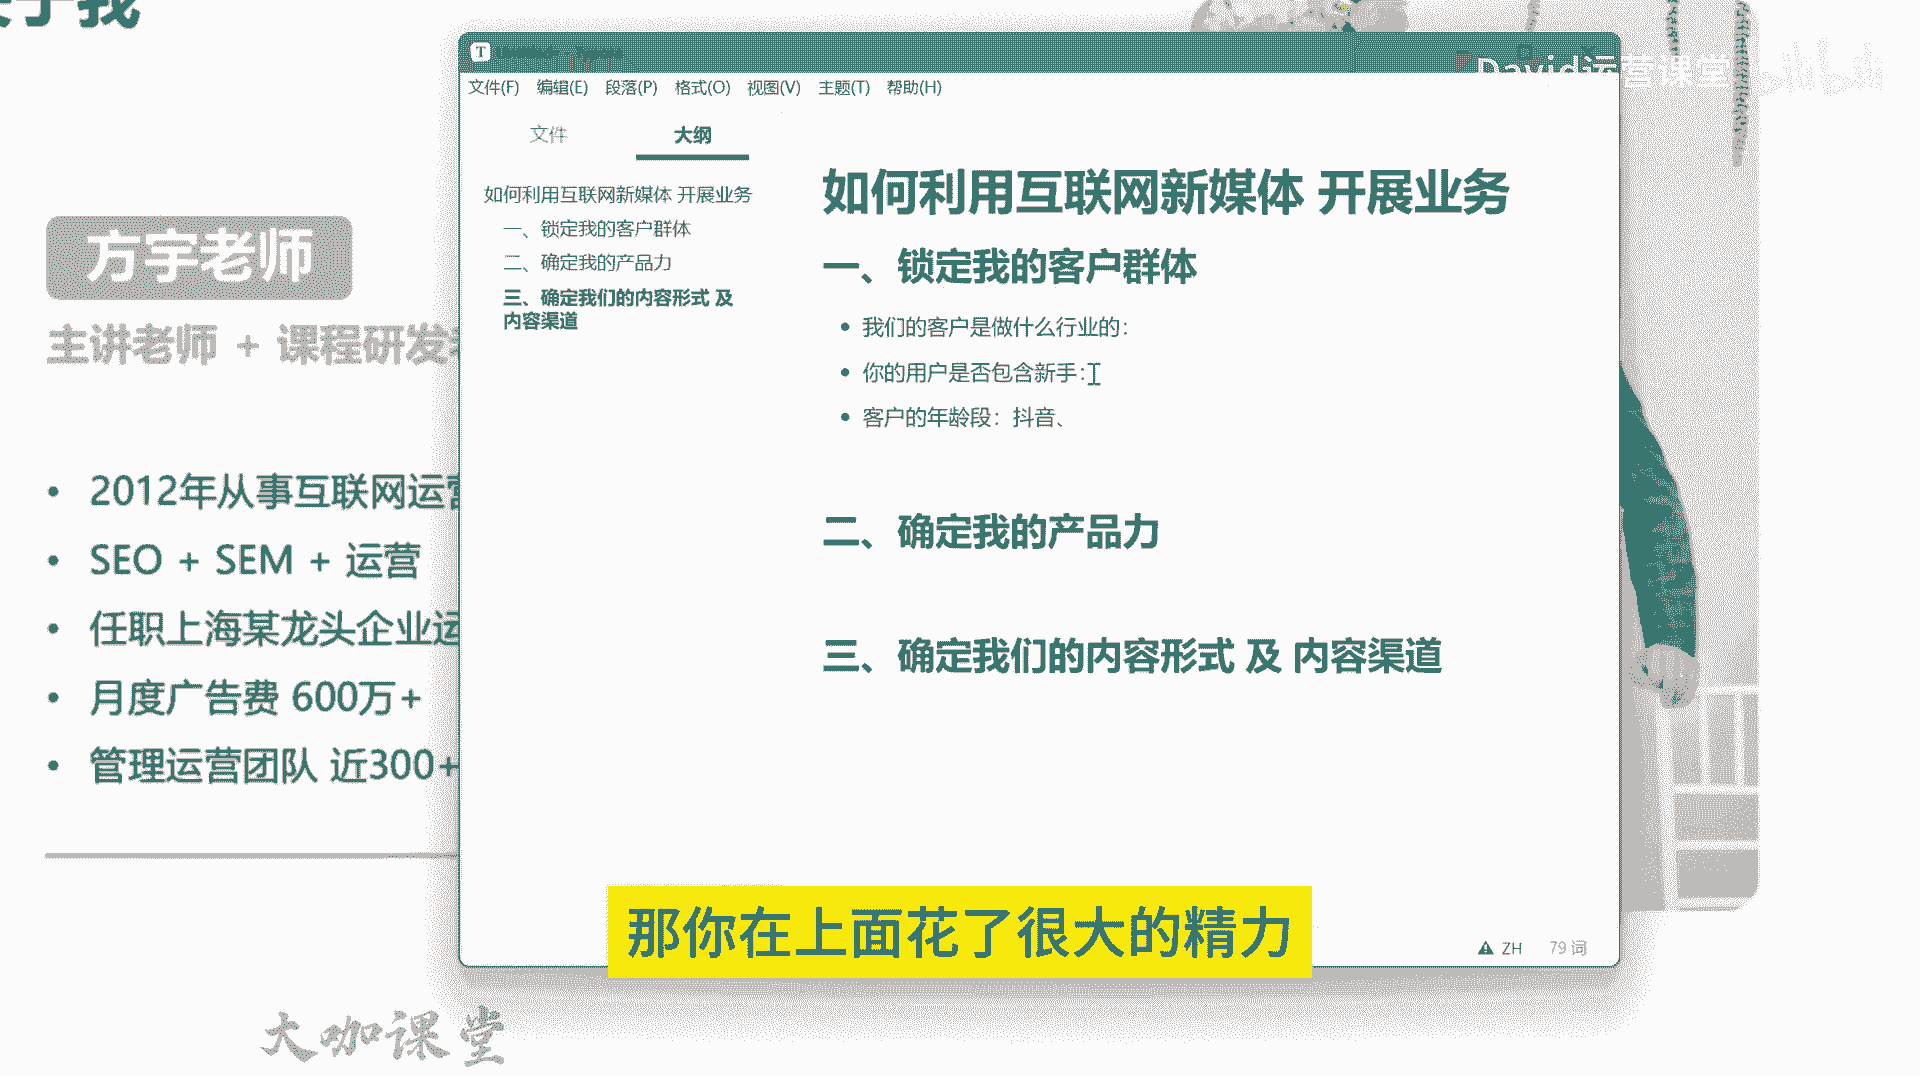 方宇老师
主讲老师 + 课程研发
2012年从事互联网运营
SEO + SEM + 运营
任职上海某龙头企业运
月度广告费 600万+
管理运营团队 近300+
大咖课堂
T
David运营课堂
bilibili
文件(F) 编辑(E) 段落(P) 格式(O) 视图(V) 主题(T) 帮助(H)
文件 大纲
如何利用互联网新媒体 开展业务
一、锁定我的客户群体
二、确定我的产品力
三、确定我们的内容形式 及
内容渠道
如何利用互联网新媒体 开展业务
一、锁定我的客户群体
我们的客户是做什么行业的：
你的用户是否包含新手：
客户的年龄段：抖音、
二、确定我的产品力
三、确定我们的内容形式 及 内容渠道
ZH 79 词
那你在上面花了很大的精力